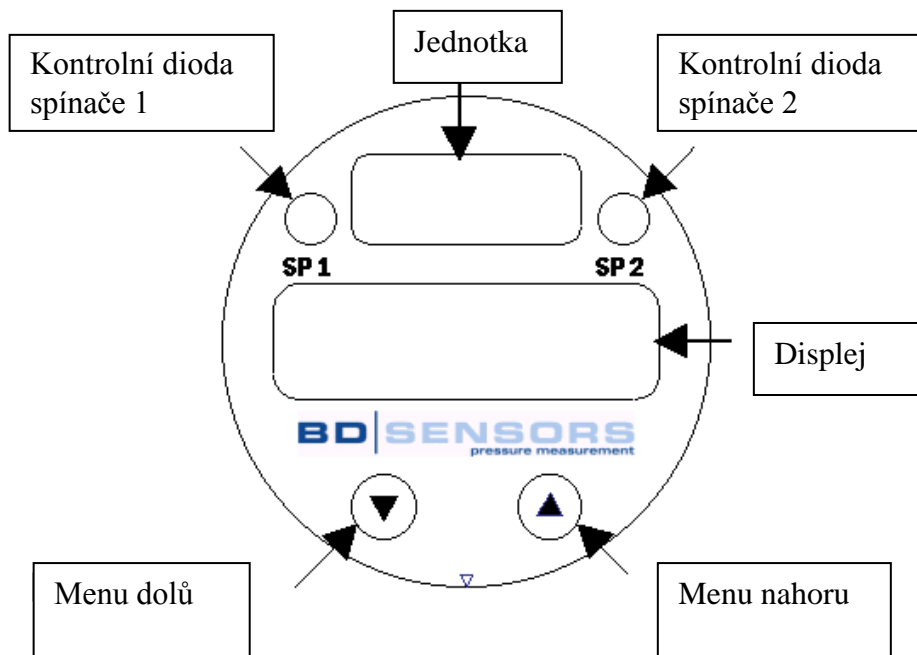 Jednotka
Kontrolní dioda
spínače 1
Kontrolní dioda
spínače 2
SP 1
SP 2
Displej
BD SENSORS
pressure measurement
Menu dolů
Menu nahoru